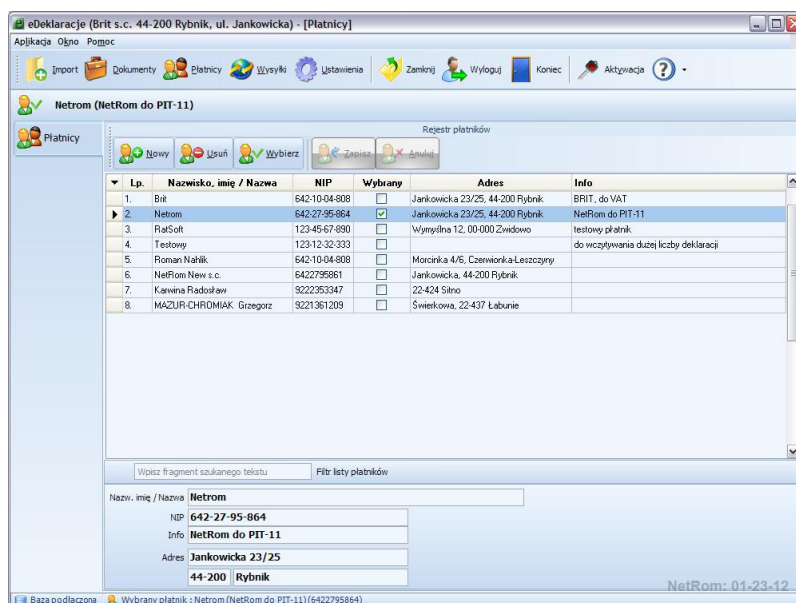 eDeklaracje (Brit s.c. 44-200 Rybnik, ul. Jankowicka) - [Płatnicy]
Aplikacja Okno Pomoc
Import Dokumenty Płatnicy Wysyłki Ustawienia Zamknij Wyloguj Koniec Aktywacja ?
Netrom (NetRom do PIT-11)
Płatnicy
Rejestr płatników
Nowy Usuń Wybierz Zapisz Anuluj
Lp. Nazwisko, imię / Nazwa NIP Wybrany Adres Info
1. Brit 642-10-04-808 Jankowicka 23/25, 44-200 Rybnik BRIT, do VAT
2. Netrom 642-27-95-864 Jankowicka 23/25, 44-200 Rybnik NetRom do PIT-11
3. RatSoft 123-45-67-890 Wymyślna 12, 00-000 Zwidowo testowy płatnik
4. Testowy 123-12-32-333 do wczytywania dużej liczby deklaracji
5. Roman Nahlik 642-10-04-808 Morcinka 4/6, Czerwionka-Leszczyny
6. NetRom New s.c. 6422795861 Jankowicka, 44-200 Rybnik
7. Karwina Radosław 9222353347 22-424 Sitno
8. MAZUR-CHROMIAK Grzegorz 9221361209 Świerkowa, 22-437 Łabunie
Wpisz fragment szukanego tekstu Filtr listy płatników
Nazw. imię / Nazwa Netrom
NIP 642-27-95-864
Info NetRom do PIT-11
Adres Jankowicka 23/25
44-200 Rybnik
NetRom: 01-23-12
Baza podłączona Wybrany płatnik : Netrom (NetRom do PIT-11) (6422795864)